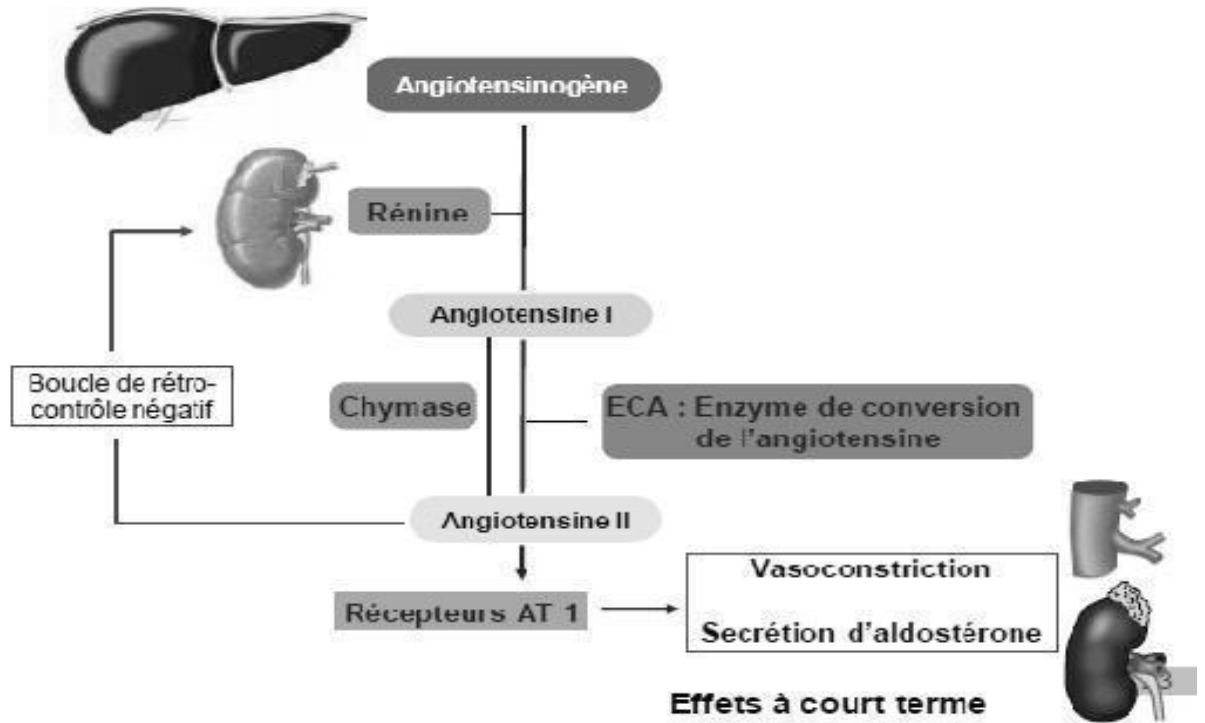 Angiotensinogène
Rénine
Angiotensine I
Boucle de rétro-
contrôle négatif
Chymase
ECA : Enzyme de conversion
de l'angiotensine
Angiotensine II
Récepteurs AT 1
Vasoconstriction
Secrétion d'aldostérone
Effets à court terme